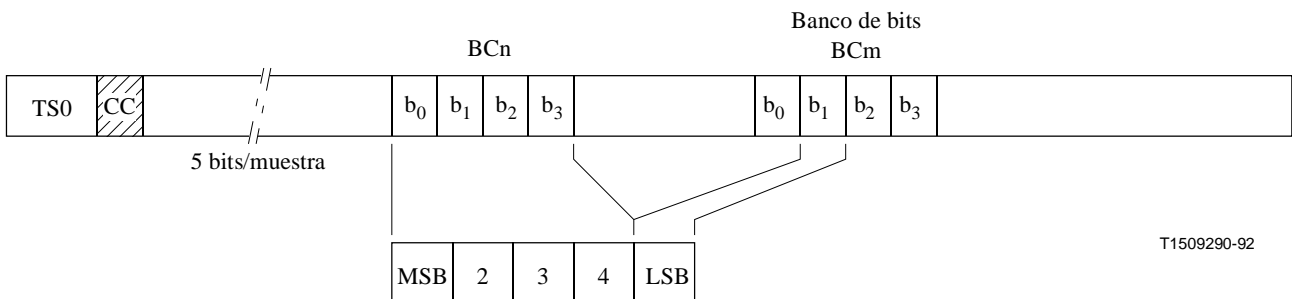 Banco de bits
BCn BCm
TS0 CC b0 b1 b2 b3 b0 b1 b2 b3
5 bits/muestra
T1509290-92
MSB 2 3 4 LSB